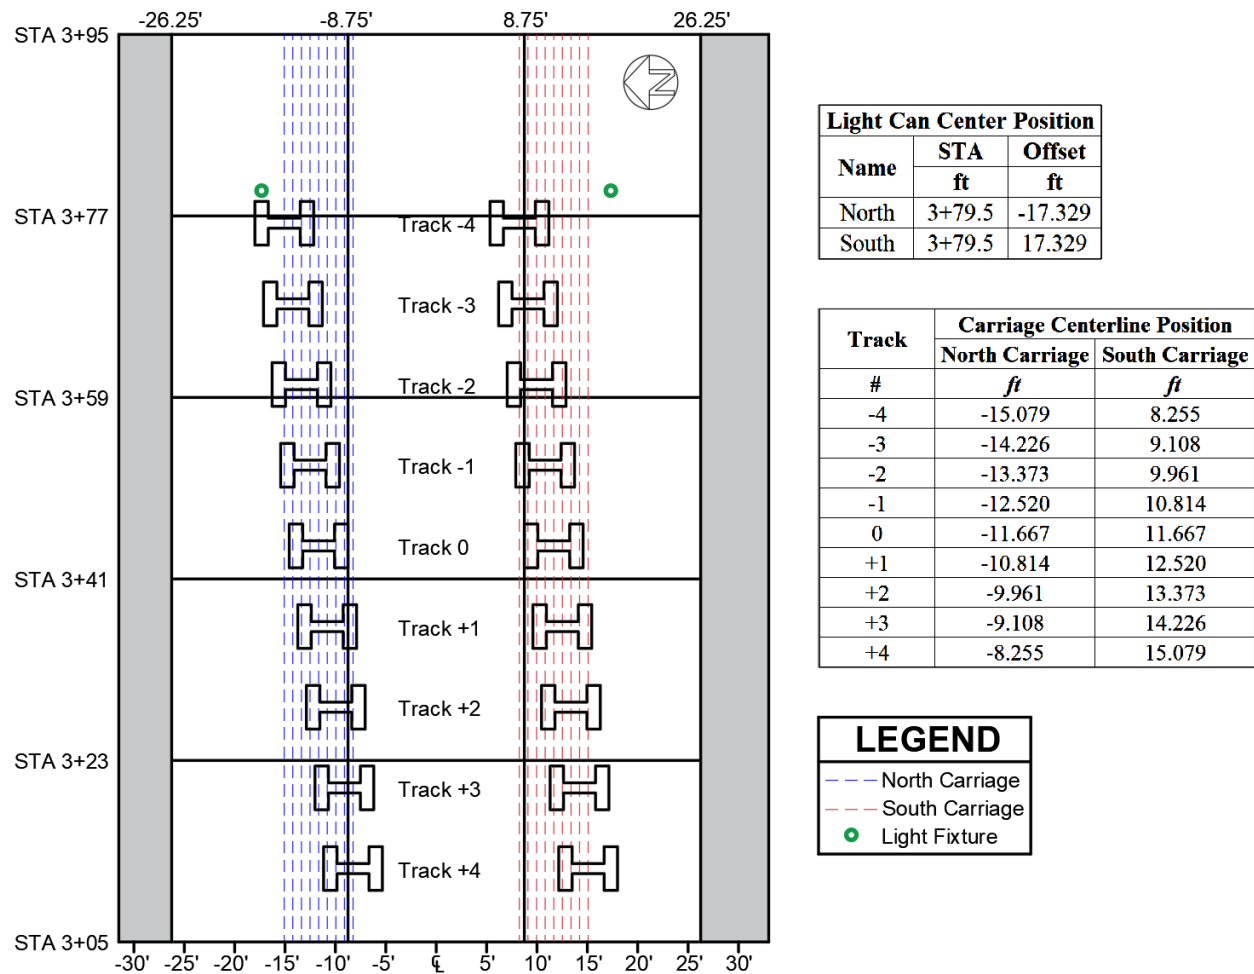 -26.25' -8.75' 8.75' 26.25'
STA 3+95
N
STA 3+77
Track -4
Track -3
Track -2
STA 3+59
Track -1
Track 0
STA 3+41
Track +1
Track +2
STA 3+23
Track +3
Track +4
STA 3+05
-30' -25' -20' -15' -10' -5' ℄ 5' 10' 15' 20' 25' 30'
Light Can Center Position
Name STA Offset
ft ft
North 3+79.5 -17.329
South 3+79.5 17.329
Track Carriage Centerline Position
North Carriage South Carriage
# ft ft
-4 -15.079 8.255
-3 -14.226 9.108
-2 -13.373 9.961
-1 -12.520 10.814
0 -11.667 11.667
+1 -10.814 12.520
+2 -9.961 13.373
+3 -9.108 14.226
+4 -8.255 15.079
LEGEND
North Carriage
South Carriage
Light Fixture